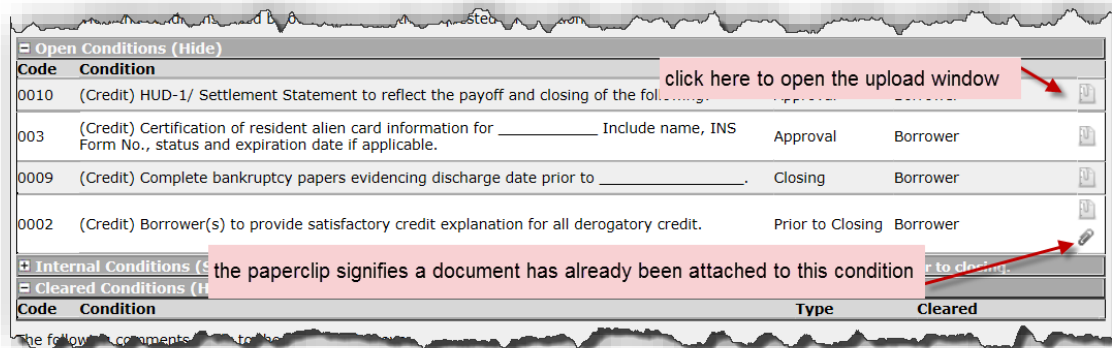 Open Conditions (Hide)
Code Condition
click here to open the upload window
0010 (Credit) HUD-1/ Settlement Statement to reflect the payoff and closing of the following: Approval Borrower
003 (Credit) Certification of resident alien card information for ____________ Include name, INS
Form No., status and expiration date if applicable. Approval Borrower
0009 (Credit) Complete bankruptcy papers evidencing discharge date prior to __________________. Closing Borrower
0002 (Credit) Borrower(s) to provide satisfactory credit explanation for all derogatory credit. Prior to Closing Borrower
the paperclip signifies a document has already been attached to this condition
Internal Conditions ( r to closing.
Cleared Conditions (H
Code Condition Type Cleared
The following comments